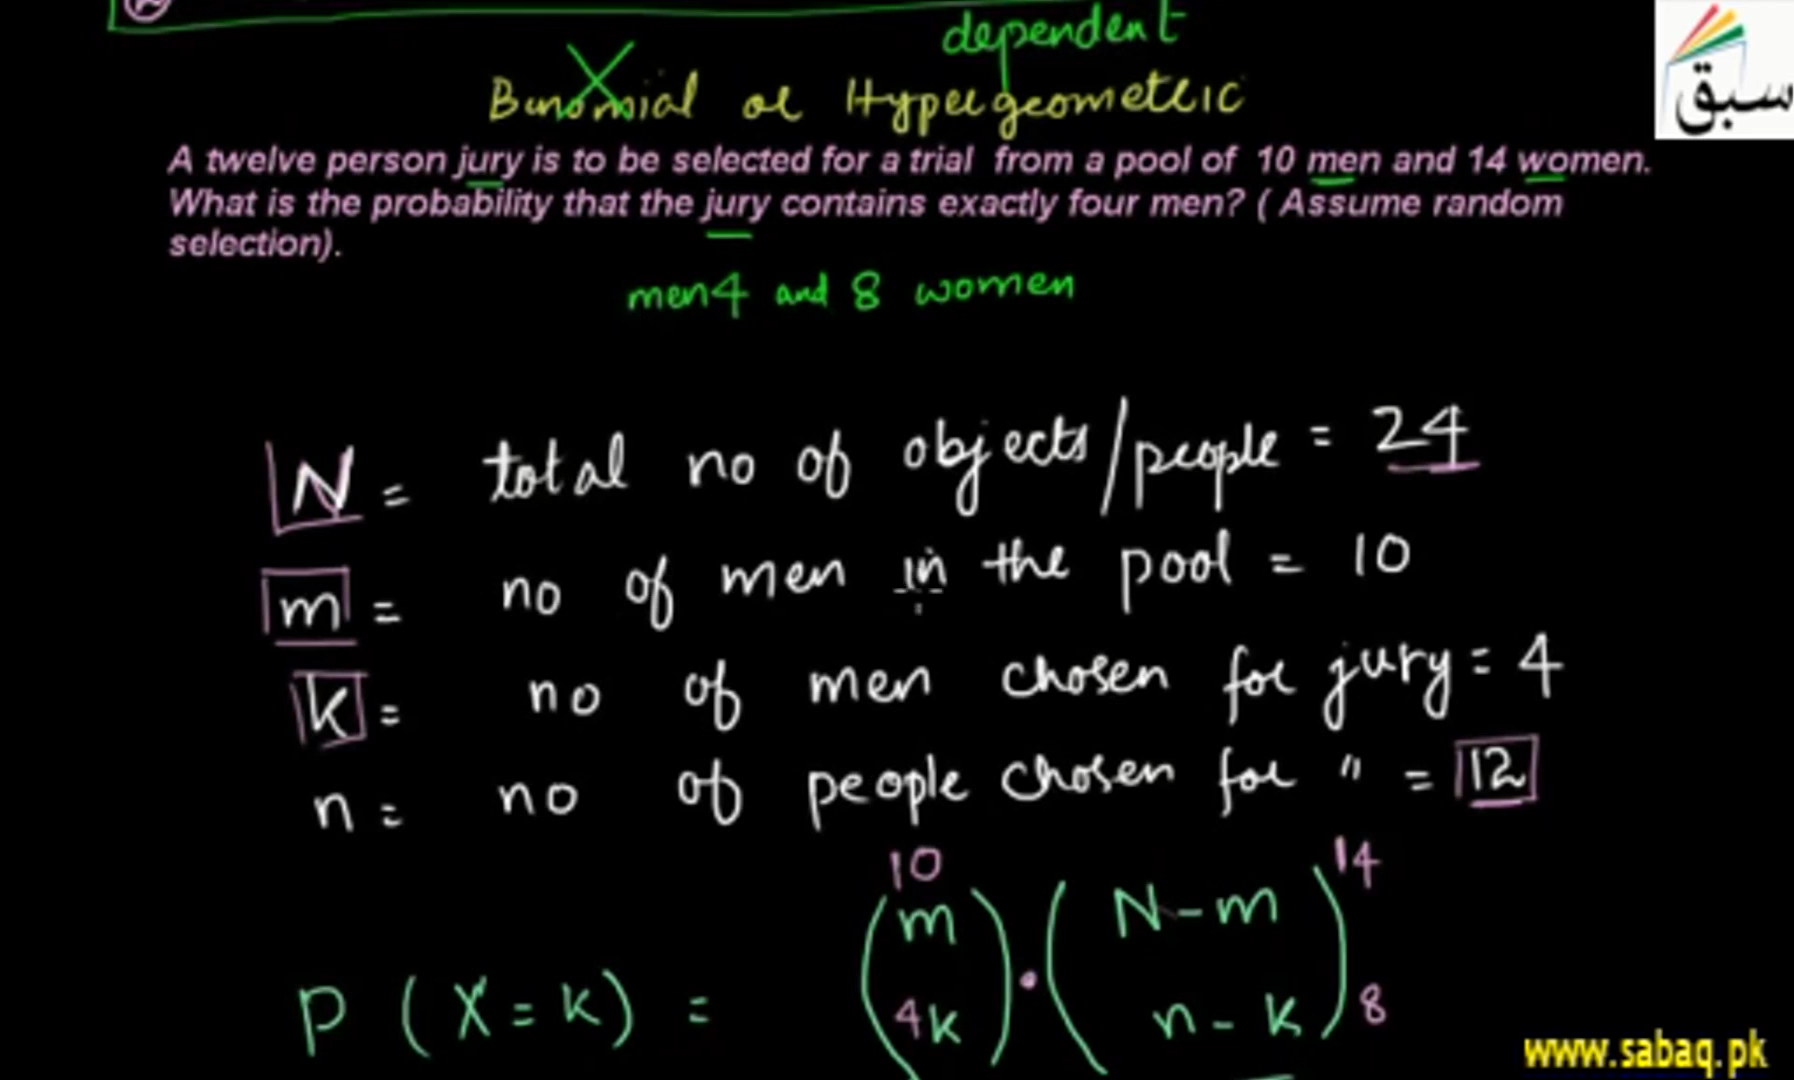 dependent
Binomial or Hypergeometric
سبق
A twelve person jury is to be selected for a trial from a pool of 10 men and 14 women.
What is the probability that the jury contains exactly four men? ( Assume random
selection).
men4 and 8 women
N = total no of objects/people = 24
m = no of men in the pool = 10
k = no of men chosen for jury = 4
n = no of people chosen for " = 12
10 14
P ( X = K ) = ( m 4k ) . ( N - m n - k ) 8
www.sabaq.pk